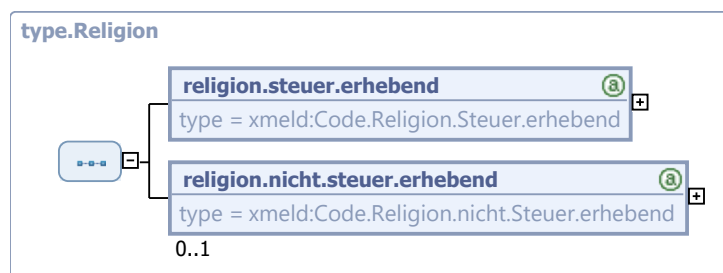 type.Religion
religion.steuer.erhebend
type = xmeld:Code.Religion.Steuer.erhebend
religion.nicht.steuer.erhebend
type = xmeld:Code.Religion.nicht.Steuer.erhebend
0..1